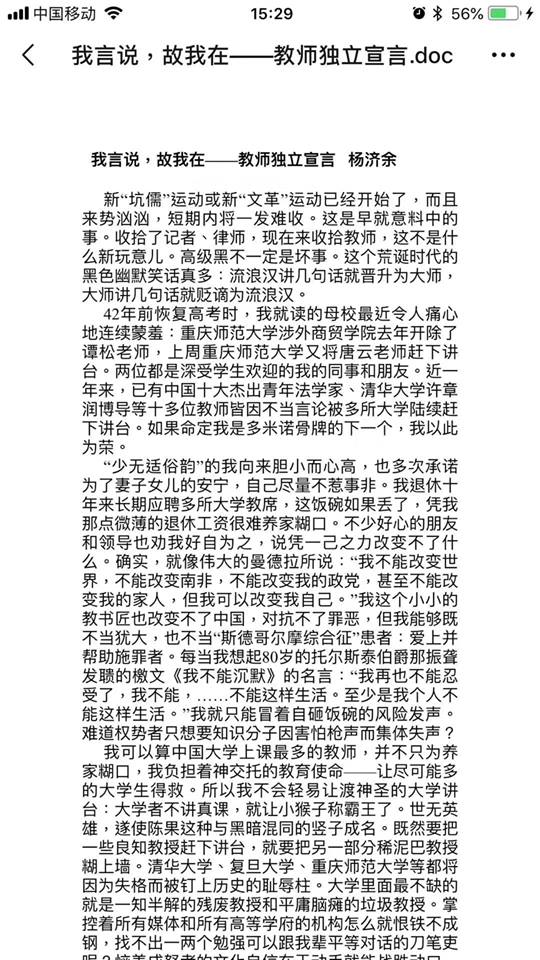 中国移动 15:29 56%
我言说，故我在——教师独立宣言.doc
我言说，故我在——教师独立宣言 杨济余
新“坑儒”运动或新“文革”运动已经开始了，而且
来势汹汹，短期内将一发难收。这是早就意料中的
事。收拾了记者、律师，现在来收拾教师，这不是什
么新玩意儿。高级黑不一定是坏事。这个荒诞时代的
黑色幽默笑话真多：流浪汉讲几句话就晋升为大师，
大师讲几句话就贬谪为流浪汉。
42年前恢复高考时，我就读的母校最近令人痛心
地连续蒙羞：重庆师范大学涉外商贸学院去年开除了
谭松老师，上周重庆师范大学又将唐云老师赶下讲
台。两位都是深受学生欢迎的我的同事和朋友。近一
年来，已有中国十大杰出青年法学家、清华大学许章
润博导等十多位教师皆因不当言论被多所大学陆续赶
下讲台。如果命定我是多米诺骨牌的下一个，我以此
为荣。
“少无适俗韵”的我向来胆小而心高，也多次承诺
为了妻子女儿的安宁，自己尽量不惹事非。我退休十
年来长期应聘多所大学教席，这饭碗如果丢了，凭我
那点微薄的退休工资很难养家糊口。不少好心的朋友
和领导也劝我好自为之，说凭一己之力改变不了什
么。确实，就像伟大的曼德拉所说：“我不能改变世
界，不能改变南非，不能改变我的政党，甚至不能改
变我的家人，但我可以改变我自己。”我这个小小的
教书匠也改变不了中国，对抗不了罪恶，但我能够既
不当犹大，也不当“斯德哥尔摩综合征”患者：爱上并
帮助施罪者。每当我想起80岁的托尔斯泰伯爵那振聋
发聩的檄文《我不能沉默》的名言：“我再也不能忍
受了，我不能，……不能这样生活。至少是我个人不
能这样生活。”我就只能冒着自砸饭碗的风险发声。
难道权势者只想要知识分子因害怕枪声而集体失声？
我可以算中国大学上课最多的教师，并不只为养
家糊口，我负担着神交托的教育使命——让尽可能多
的大学生得救。所以我不会轻易让渡神圣的大学讲
台：大学者不讲真课，就让小猴子称霸王了。世无英
雄，遂使陈果这种与黑暗混同的竖子成名。既然要把
一些良知教授赶下讲台，就要把另一部分稀泥巴教授
糊上墙。清华大学、复旦大学、重庆师范大学等都将
因为失格而被钉上历史的耻辱柱。大学里面最不缺的
就是一知半解的残废教授和平庸脑瘫的垃圾教授。掌
控着所有媒体和所有高等学府的机构怎么就恨铁不成
钢，找不出一两个勉强可以跟我辈平等对话的刀笔吏